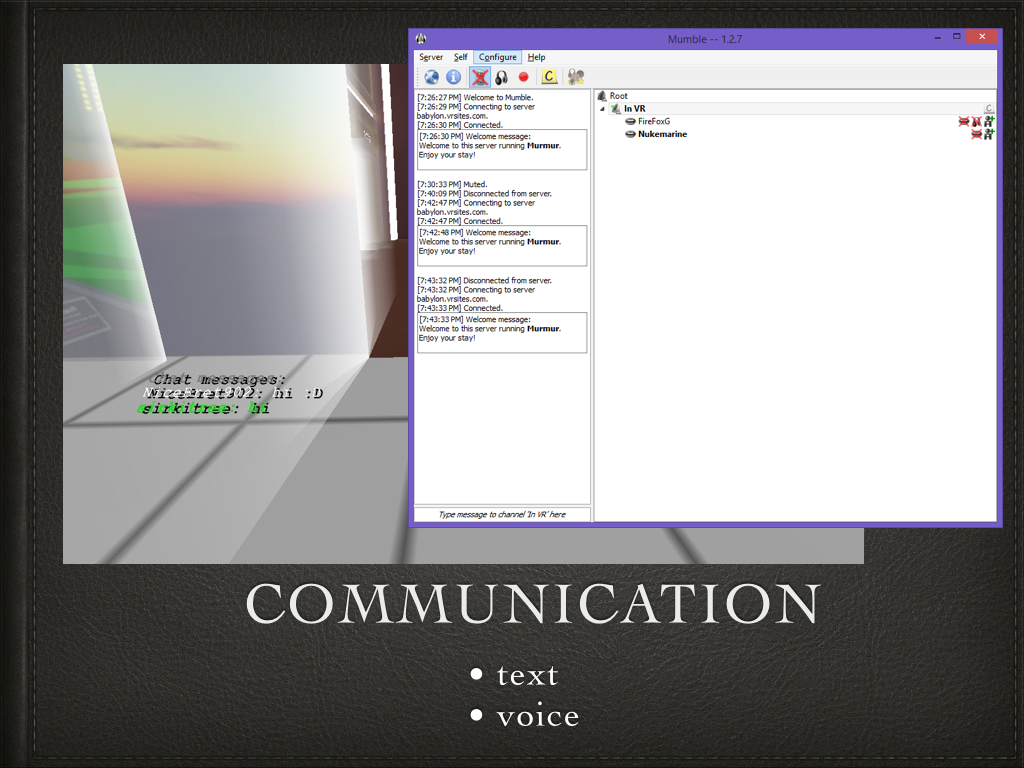 Mumble -- 1.2.7
Server Self Configure Help
[7:26:27 PM] Welcome to Mumble.
[7:26:29 PM] Connecting to server
babylon.vrsites.com.
[7:26:30 PM] Connected.
[7:26:30 PM] Welcome message:
Welcome to this server running Murmur.
Enjoy your stay!
[7:30:33 PM] Muted.
[7:40:09 PM] Disconnected from server.
[7:42:47 PM] Connecting to server
babylon.vrsites.com.
[7:42:47 PM] Connected.
[7:42:48 PM] Welcome message:
Welcome to this server running Murmur.
Enjoy your stay!
[7:43:32 PM] Disconnected from server.
[7:43:32 PM] Connecting to server
babylon.vrsites.com.
[7:43:33 PM] Connected.
[7:43:33 PM] Welcome message:
Welcome to this server running Murmur.
Enjoy your stay!
Type message to channel 'In VR' here
Root
In VR
FireFoxG
Nukemarine
Chat messages:
hi :D
sirkitree: hi
COMMUNICATION
• text
• voice